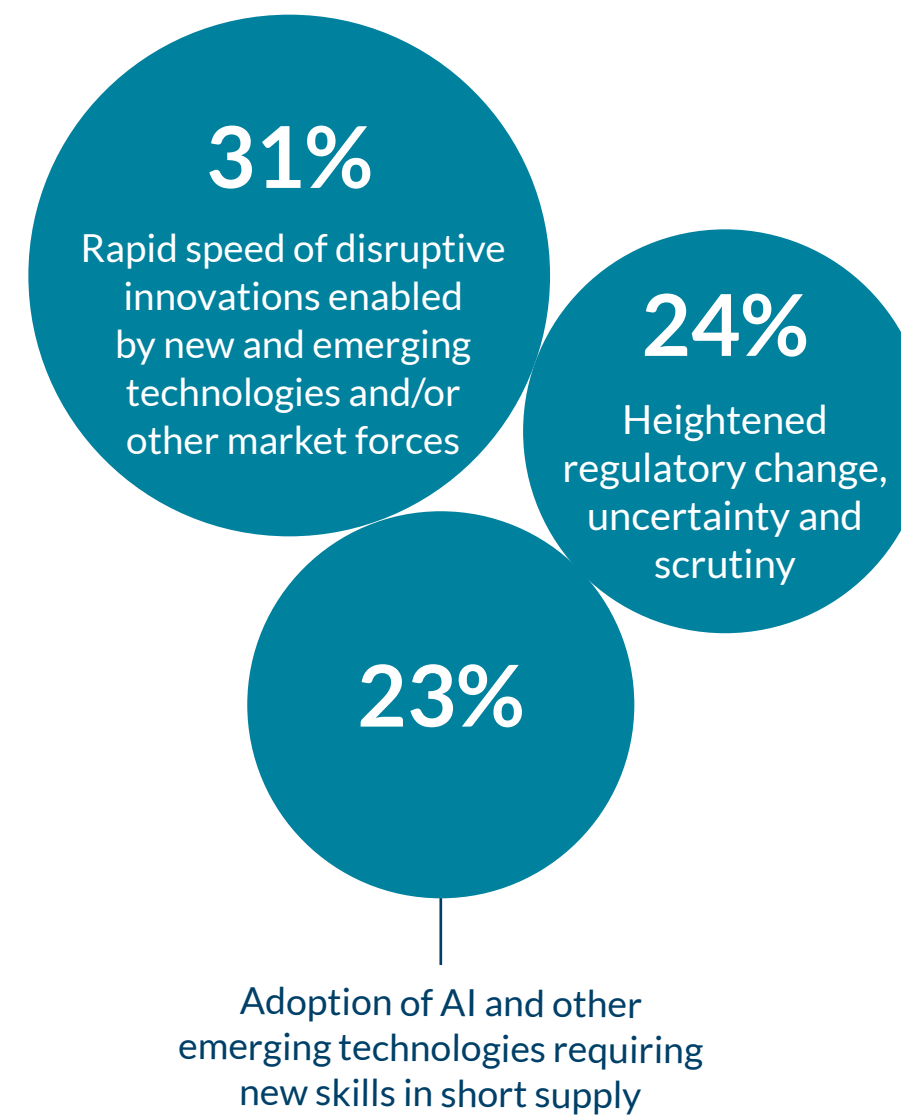 31%
Rapid speed of disruptive
innovations enabled
by new and emerging
technologies and/or
other market forces
24%
Heightened
regulatory change,
uncertainty and
scrutiny
23%
Adoption of AI and other
emerging technologies requiring
new skills in short supply